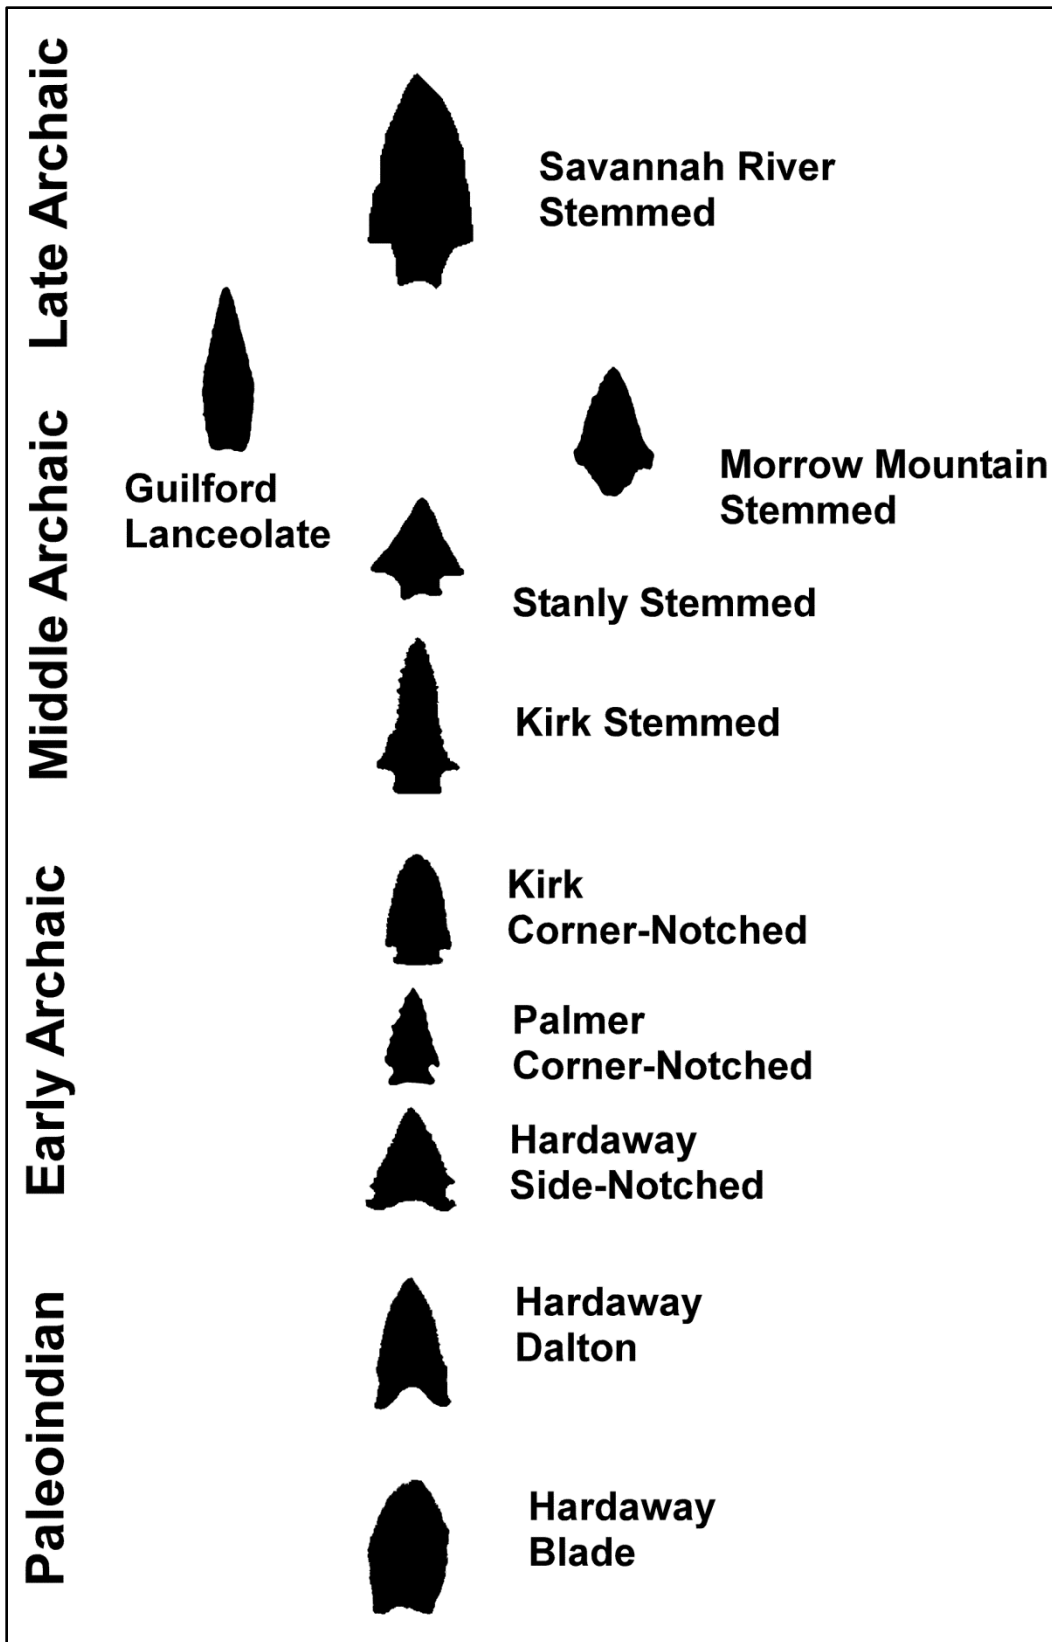 Late Archaic
Savannah River
Stemmed
Guilford
Lanceolate
Morrow Mountain
Stemmed
Middle Archaic
Stanly Stemmed
Kirk Stemmed
Early Archaic
Kirk
Corner-Notched
Palmer
Corner-Notched
Hardaway
Side-Notched
Paleoindian
Hardaway
Dalton
Hardaway
Blade